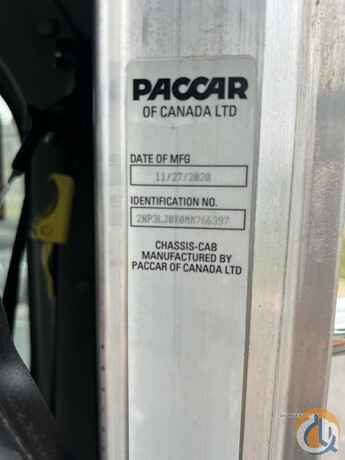 PACCAR
OF CANADA LTD
DATE OF MFG
11/27/2020
IDENTIFICATION NO.
CHASSIS-CAB
MANUFACTURED BY
PACCAR OF CANADA LTD